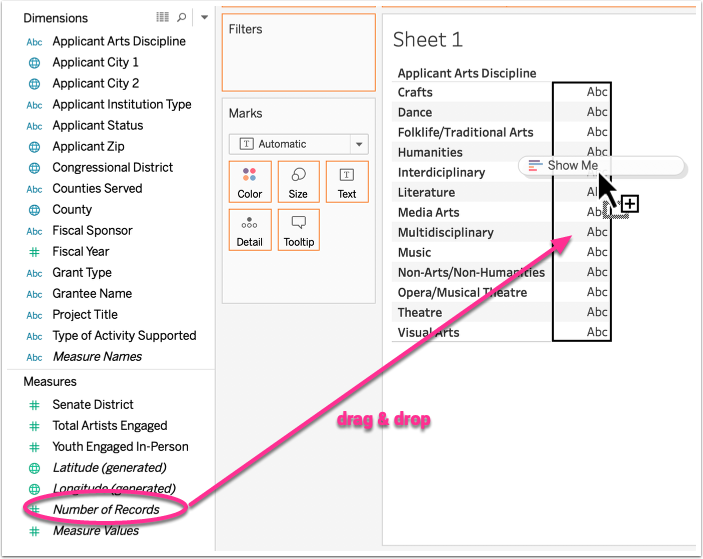 Dimensions
Abc Applicant Arts Discipline
Applicant City 1
Applicant City 2
Abc Applicant Institution Type
Abc Applicant Status
Applicant Zip
Congressional District
Abc Counties Served
County
Abc Fiscal Sponsor
# Fiscal Year
Abc Grant Type
Abc Grantee Name
Abc Project Title
Abc Type of Activity Supported
Abc Measure Names
Measures
# Senate District
# Total Artists Engaged
# Youth Engaged In-Person
Latitude (generated)
Longitude (generated)
# Number of Records
# Measure Values
Filters
Marks
T Automatic
Color
Size
T Text
Detail
Tooltip
Sheet 1
Applicant Arts Discipline
Crafts Abc
Dance Abc
Folklife/Traditional Arts Abc
Humanities Abc
Show Me
Interdiciplinary
Literature
Media Arts Abc
Multidisciplinary Abc
Music Abc
Non-Arts/Non-Humanities Abc
Opera/Musical Theatre Abc
Theatre Abc
Visual Arts Abc
drag & drop